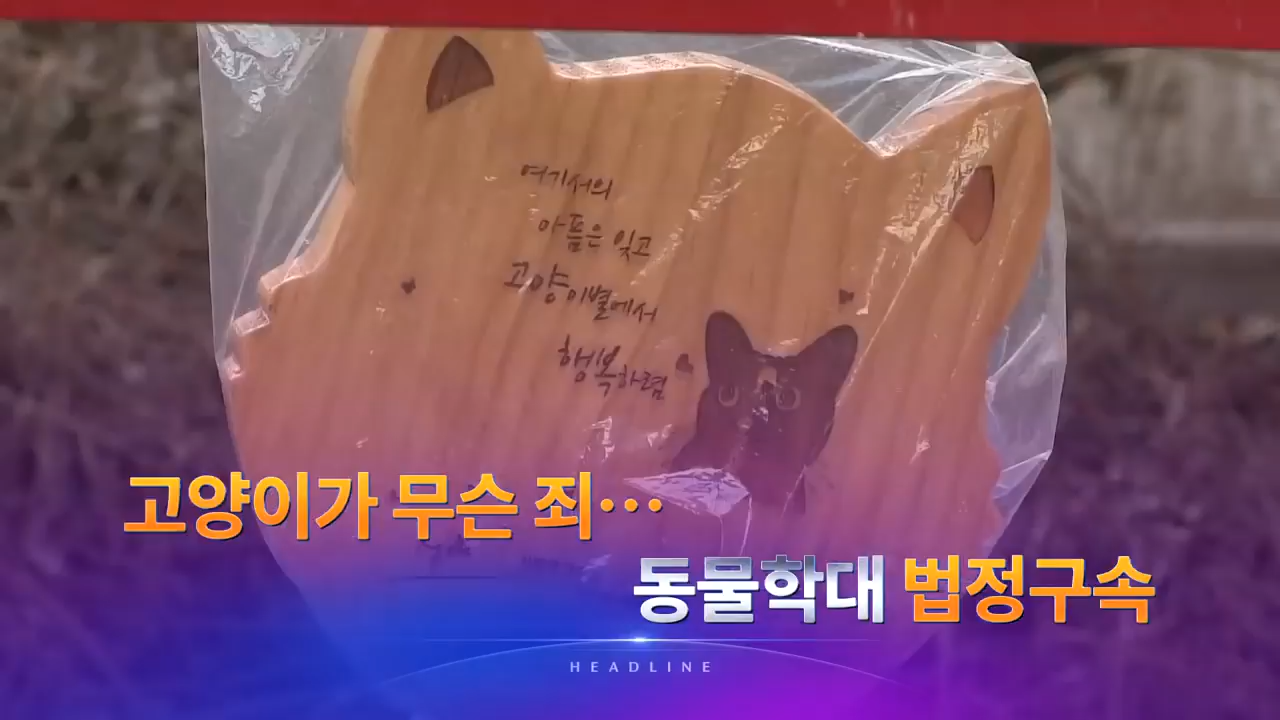 여기서의
아픔은 잊고
고양이별에서
행복하렴
고양이가 무슨 죄…
동물학대 법정구속
HEADLINE